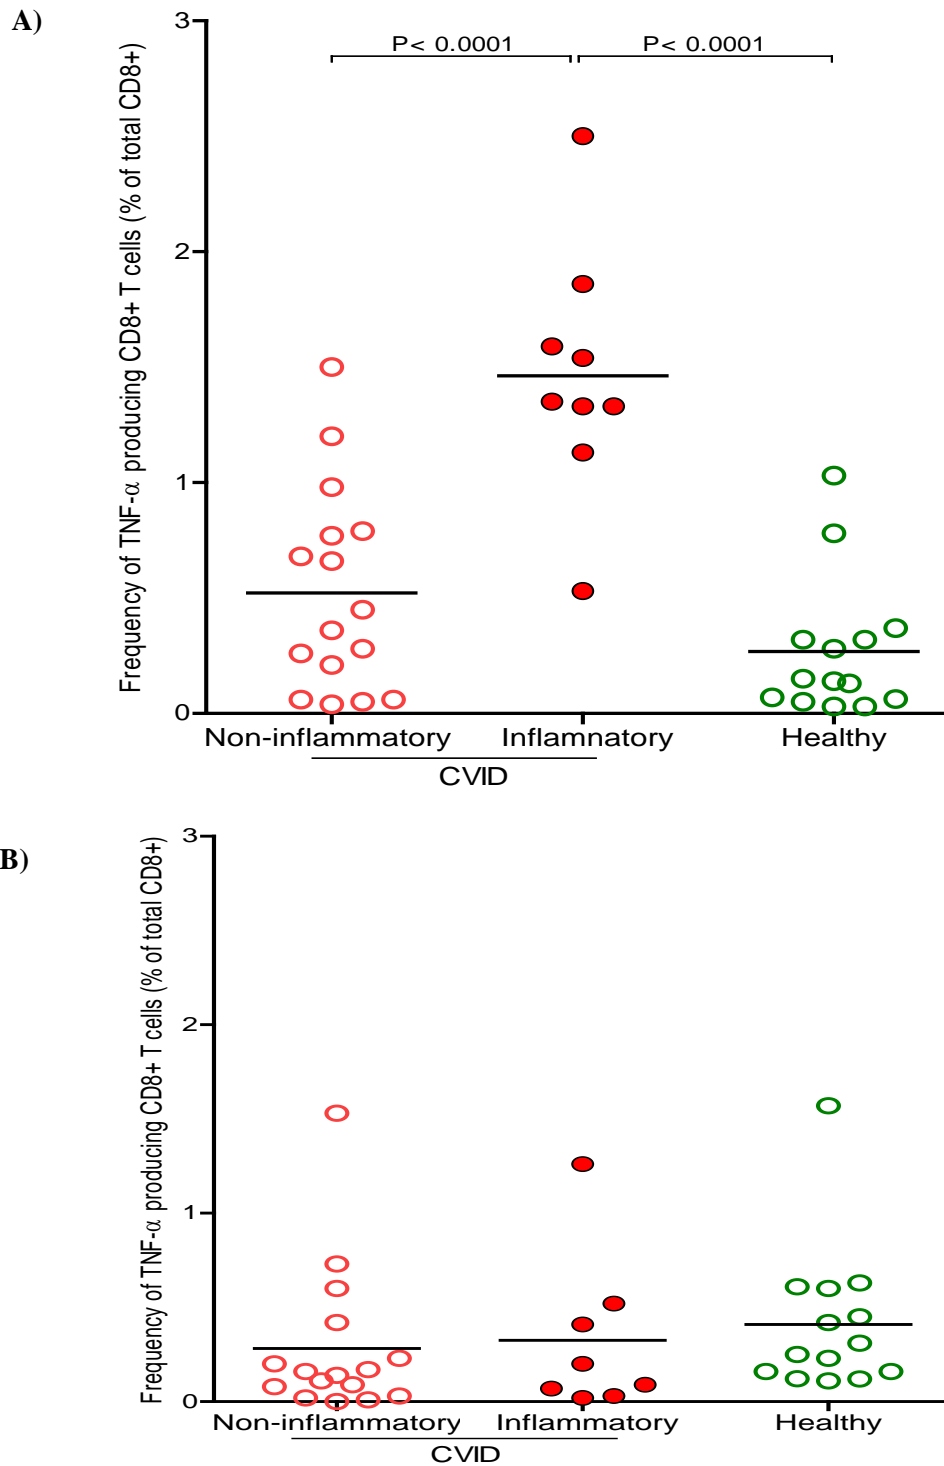 A)
Frequency of TNF-α producing CD8+ T cells (% of total CD8+)
3
2
1
0
P< 0.0001 P< 0.0001
Non-inflammatory Inflamnatory Healthy
CVID
B)
Frequency of TNF-α producing CD8+ T cells (% of total CD8+)
3
2
1
0
Non-inflammatory Inflammatory Healthy
CVID